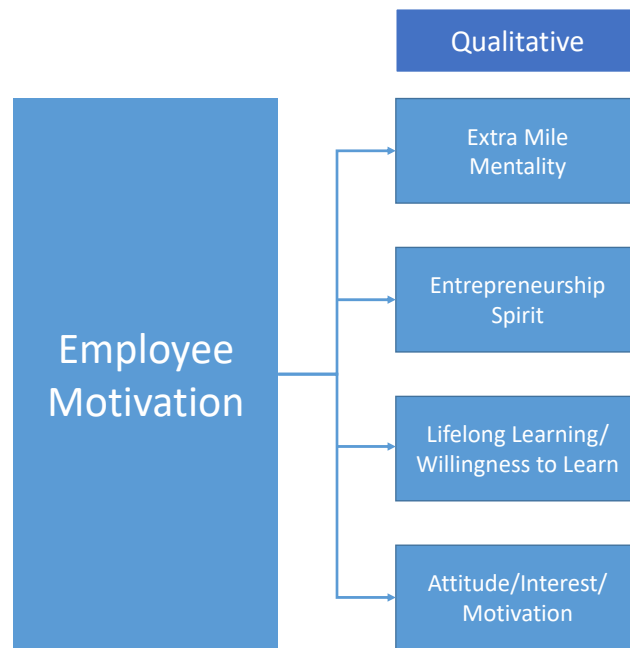 Qualitative
Employee
Motivation
Extra Mile
Mentality
Entrepreneurship
Spirit
Lifelong Learning/
Willingness to Learn
Attitude/Interest/
Motivation